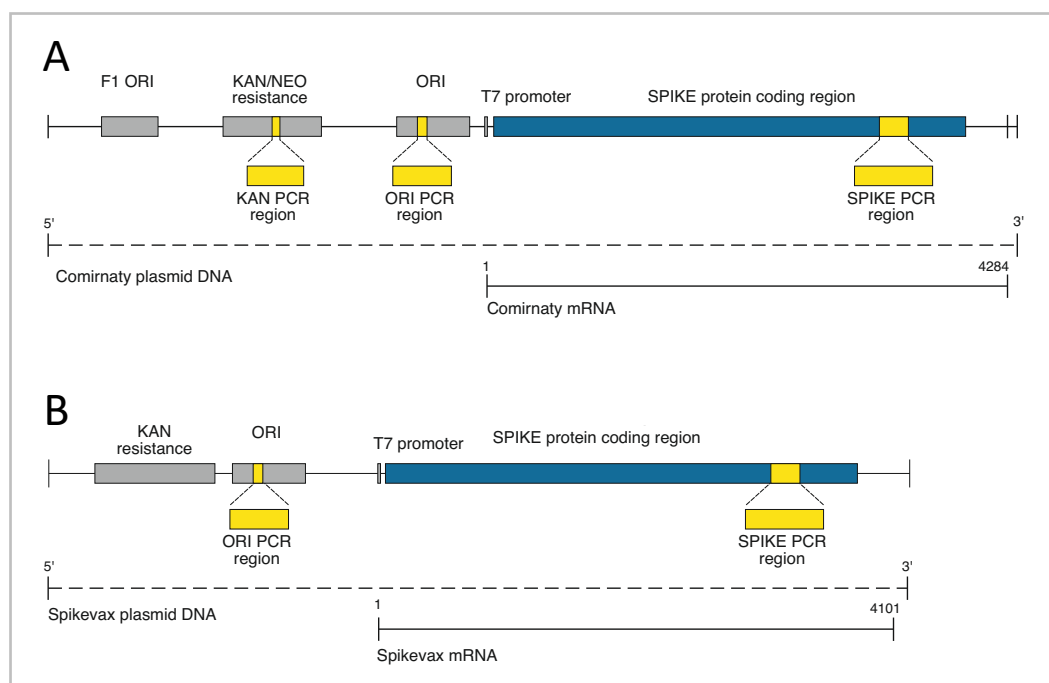 A
F1 ORI
KAN/NEO
resistance
ORI
T7 promoter
SPIKE protein coding region
KAN PCR
region
ORI PCR
region
SPIKE PCR
region
5'
3'
Comirnaty plasmid DNA
1
4284
Comirnaty mRNA
B
KAN
resistance
ORI
T7 promoter
SPIKE protein coding region
ORI PCR
region
SPIKE PCR
region
5'
3'
Spikevax plasmid DNA
1
4101
Spikevax mRNA